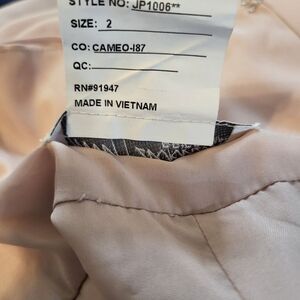 STYLE NO: JP1006**
SIZE: 2
CO: CAMEO-I87
QC:
RN#91947
MADE IN VIETNAM